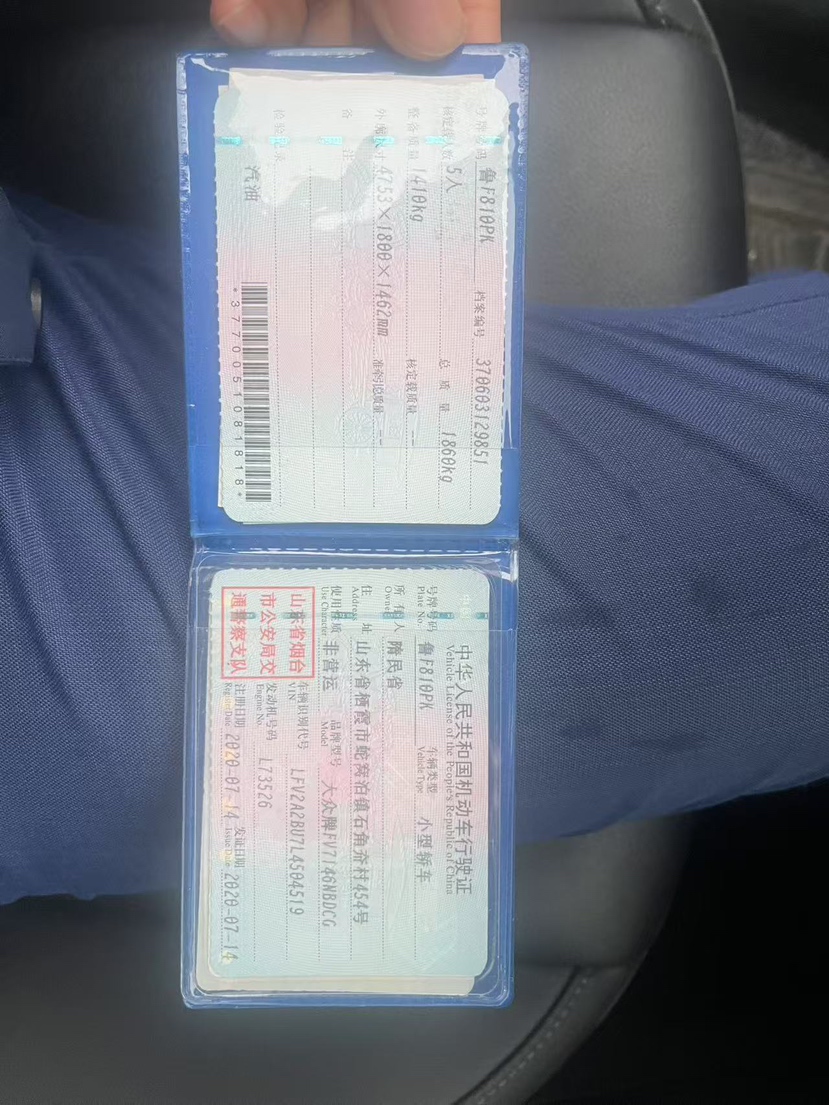 号牌号码 鲁F810PK 档案编号 370603129851
核定载人数 5人 总质量 1860kg
整备质量 1410kg 核定载质量 --
外廓尺寸 4753×1800×1462mm 准牵引总质量 --
备 注
检验记录
汽油
*3770051081818*
中华人民共和国机动车行驶证
Vehicle License of the People's Republic of China
号牌号码 鲁F810PK 车辆类型 小型轿车
Plate No. Vehicle Type
所有人 隋民省
Owner
住 址 山东省栖霞市蛇窝泊镇石角夼村454号
Address
使用性质 非营运 品牌型号 大众牌FV7146NBDCG
Use Character Model
山东省烟台
市公安局交
通警察支队
车辆识别代号 LFV2A2BU7L4504519
VIN
发动机号码 L73526
Engine No.
注册日期 2020-07-14 发证日期 2020-07-14
Register Date Issue Date